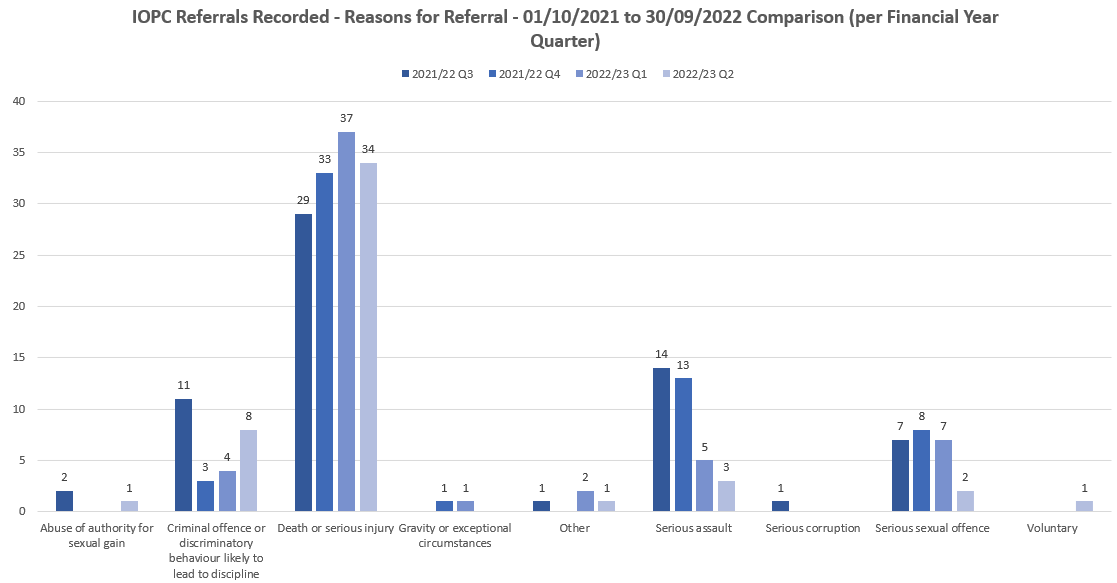 IOPC Referrals Recorded - Reasons for Referral - 01/10/2021 to 30/09/2022 Comparison (per Financial Year
Quarter)
2021/22 Q3 2021/22 Q4 2022/23 Q1 2022/23 Q2
40
35
30
25
20
15
10
5
0
2
1
11
3
4
8
29
33
37
34
1
1
1
2
1
14
13
5
3
1
7
8
7
2
1
Abuse of authority for
sexual gain
Criminal offence or
discriminatory
behaviour likely to
lead to discipline
Death or serious injury
Gravity or exceptional
circumstances
Other
Serious assault
Serious corruption
Serious sexual offence
Voluntary